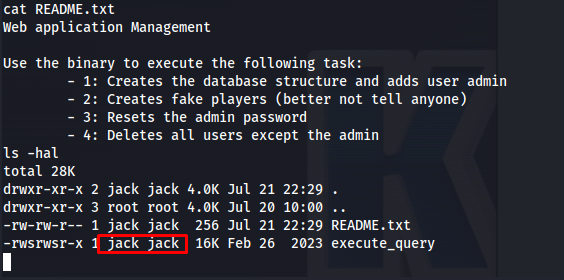 cat README.txt
Web application Management

Use the binary to execute the following task:
        - 1: Creates the database structure and adds user admin
        - 2: Creates fake players (better not tell anyone)
        - 3: Resets the admin password
        - 4: Deletes all users except the admin
ls -hal
total 28K
drwxr-xr-x 2 jack jack 4.0K Jul 21 22:29 .
drwxr-xr-x 3 root root 4.0K Jul 20 10:00 ..
-rw-rw-r-- 1 jack jack  256 Jul 21 22:29 README.txt
-rwsrwsr-x 1 jack jack  16K Feb 26  2023 execute_query